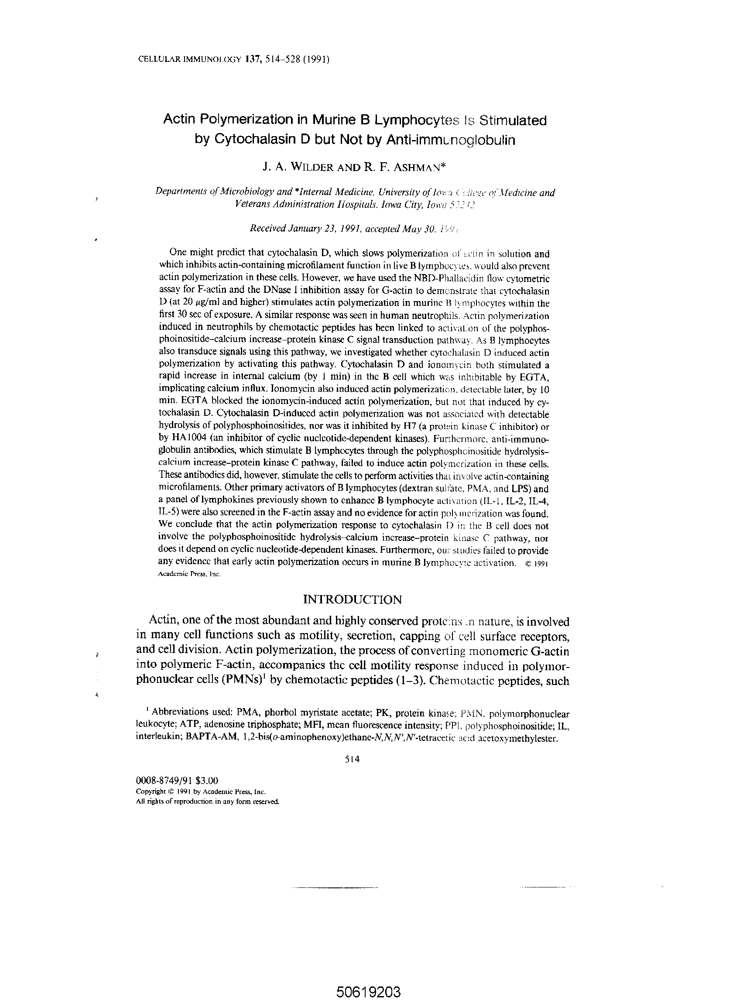 CELLULAR IMMUNOLOGY 137, 514–528 (1991)
Actin Polymerization in Murine B Lymphocytes Is Stimulated
by Cytochalasin D but Not by Anti-immunoglobulin
J. A. WILDER AND R. F. ASHMAN*
Departments of Microbiology and *Internal Medicine, University of Iowa College of Medicine and
Veterans Administration Hospitals, Iowa City, Iowa 52242
Received January 23, 1991, accepted May 30, 1991
One might predict that cytochalasin D, which slows polymerization of actin in solution and
which inhibits actin-containing microfilament function in live B lymphocytes, would also prevent
actin polymerization in these cells. However, we have used the NBD-Phallacidin flow cytometric
assay for F-actin and the DNase I inhibition assay for G-actin to demonstrate that cytochalasin
D (at 20 μg/ml and higher) stimulates actin polymerization in murine B lymphocytes within the
first 30 sec of exposure. A similar response was seen in human neutrophils. Actin polymerization
induced in neutrophils by chemotactic peptides has been linked to activation of the polyphos-
phoinositide–calcium increase–protein kinase C signal transduction pathway. As B lymphocytes
also transduce signals using this pathway, we investigated whether cytochalasin D induced actin
polymerization by activating this pathway. Cytochalasin D and ionomycin both stimulated a
rapid increase in internal calcium (by 1 min) in the B cell which was inhibitable by EGTA,
implicating calcium influx. Ionomycin also induced actin polymerization, detectable later, by 10
min. EGTA blocked the ionomycin-induced actin polymerization, but not that induced by cy-
tochalasin D. Cytochalasin D-induced actin polymerization was not associated with detectable
hydrolysis of polyphosphoinositides, nor was it inhibited by H7 (a protein kinase C inhibitor) or
by HA1004 (an inhibitor of cyclic nucleotide-dependent kinases). Furthermore, anti-immuno-
globulin antibodies, which stimulate B lymphocytes through the polyphosphoinositide hydrolysis–
calcium increase–protein kinase C pathway, failed to induce actin polymerization in these cells.
These antibodies did, however, stimulate the cells to perform activities that involve actin-containing
microfilaments. Other primary activators of B lymphocytes (dextran sulfate, PMA, and LPS) and
a panel of lymphokines previously shown to enhance B lymphocyte activation (IL-1, IL-2, IL-4,
IL-5) were also screened in the F-actin assay and no evidence for actin polymerization was found.
We conclude that the actin polymerization response to cytochalasin D in the B cell does not
involve the polyphosphoinositide hydrolysis–calcium increase–protein kinase C pathway, nor
does it depend on cyclic nucleotide-dependent kinases. Furthermore, our studies failed to provide
any evidence that early actin polymerization occurs in murine B lymphocyte activation. © 1991
Academic Press, Inc.
INTRODUCTION
Actin, one of the most abundant and highly conserved proteins in nature, is involved
in many cell functions such as motility, secretion, capping of cell surface receptors,
and cell division. Actin polymerization, the process of converting monomeric G-actin
into polymeric F-actin, accompanies the cell motility response induced in polymor-
phonuclear cells (PMNs)¹ by chemotactic peptides (1–3). Chemotactic peptides, such
¹ Abbreviations used: PMA, phorbol myristate acetate; PK, protein kinase; PMN, polymorphonuclear
leukocyte; ATP, adenosine triphosphate; MFI, mean fluorescence intensity; PPI, polyphosphoinositide; IL,
interleukin; BAPTA-AM, 1,2-bis(o-aminophenoxy)ethane-N,N,N′,N′-tetracetic acid acetoxymethylester.
514
0008-8749/91 $3.00
Copyright © 1991 by Academic Press, Inc.
All rights of reproduction in any form reserved.
50619203